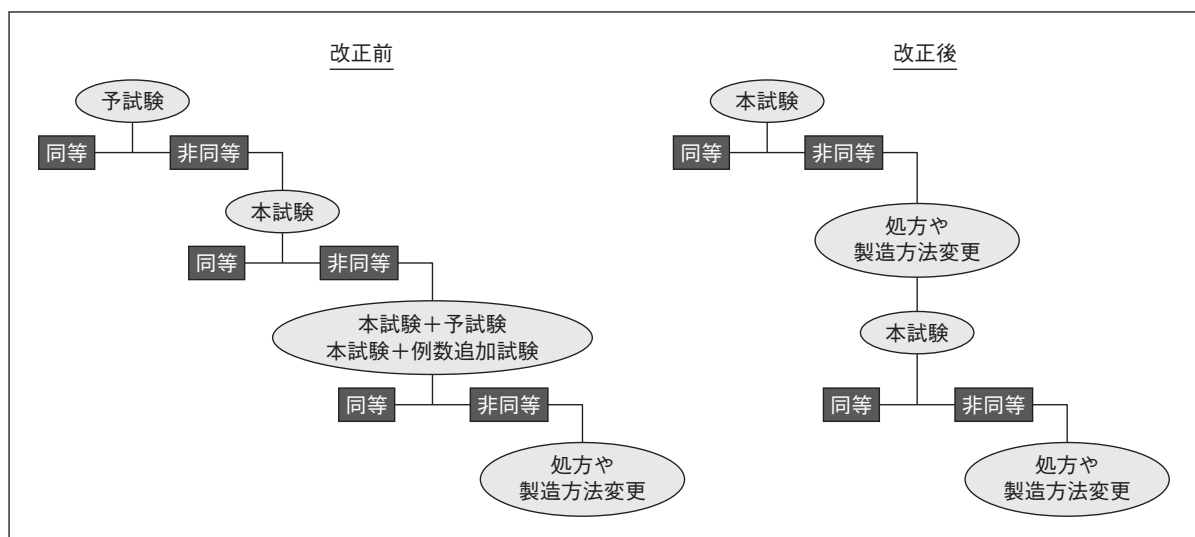 改正前
予試験
同等
非同等
本試験
同等
非同等
本試験＋予試験
本試験＋例数追加試験
同等
非同等
処方や
製造方法変更
改正後
本試験
同等
非同等
処方や
製造方法変更
本試験
同等
非同等
処方や
製造方法変更